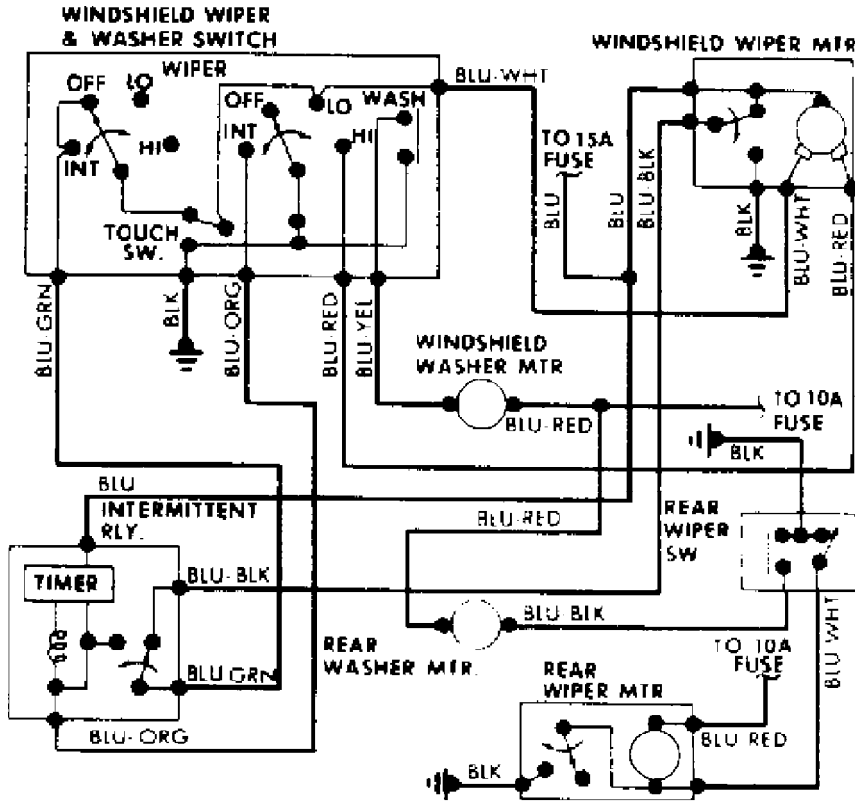 WINDSHIELD WIPER
& WASHER SWITCH
WINDSHIELD WIPER MTR
WIPER
BLU-WHT
OFF
LO
OFF
LO
WASH
INT
HI
INT
HI
TO 15A
FUSE
TOUCH
SW.
BLU
BLU
BLU-BLK
BLK
BLU-WHT
BLU-RED
BLU-GRN
BLK
BLU-ORG
BLU-RED
BLU-YEL
WINDSHIELD
WASHER MTR
BLU-RED
TO 10A
FUSE
BLK
BLU
INTERMITTENT
RLY.
BLU-RED
REAR
WIPER
SW
TIMER
BLU-BLK
BLU-BLK
BLU WHT
REAR
WASHER MTR.
BLU GRN
TO 10A
FUSE
REAR
WIPER MTR
BLU-ORG
BLU RED
BLK